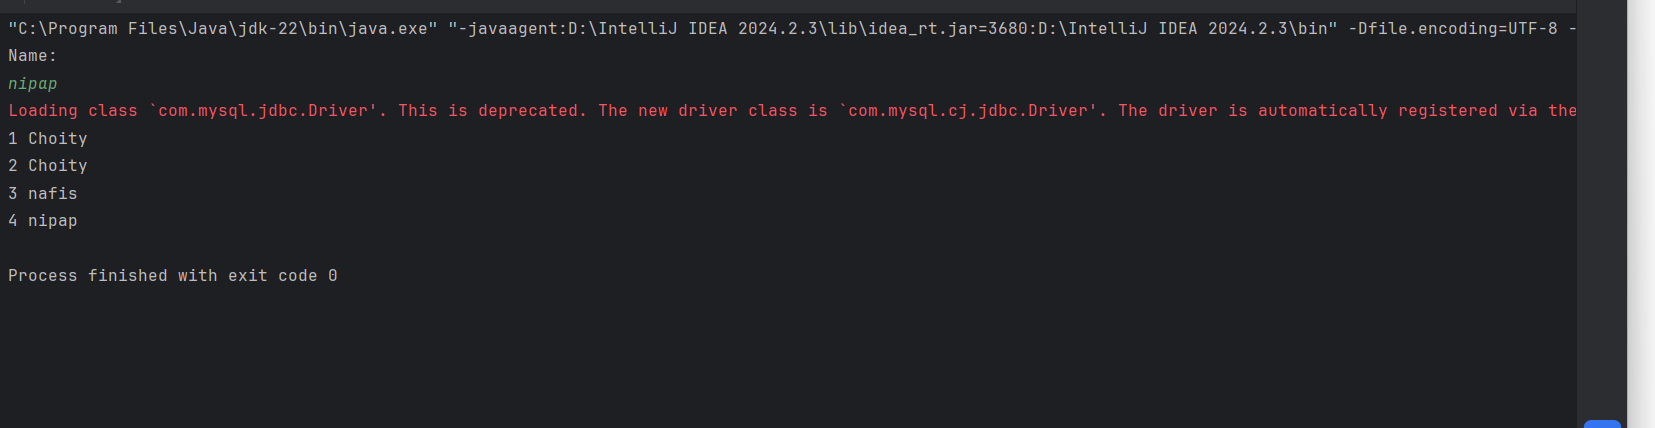 "C:\Program Files\Java\jdk-22\bin\java.exe" "-javaagent:D:\IntelliJ IDEA 2024.2.3\lib\idea_rt.jar=3680:D:\IntelliJ IDEA 2024.2.3\bin" -Dfile.encoding=UTF-8 -
Name:
nipap
Loading class `com.mysql.jdbc.Driver'. This is deprecated. The new driver class is `com.mysql.cj.jdbc.Driver'. The driver is automatically registered via the
1 Choity
2 Choity
3 nafis
4 nipap
Process finished with exit code 0